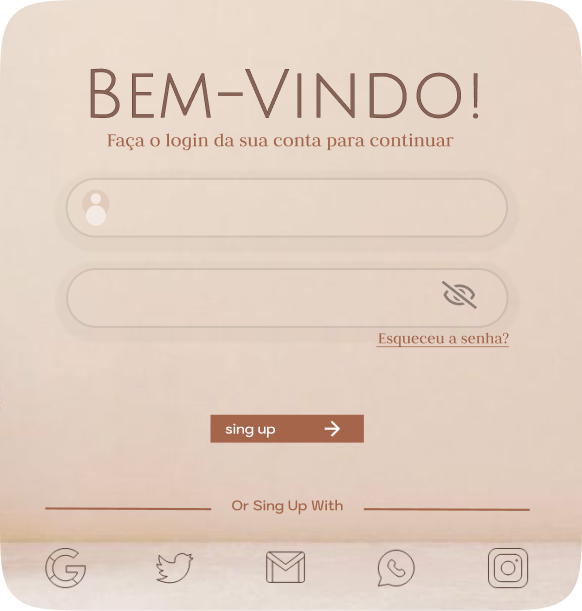 Bem-Vindo!
Faça o login da sua conta para continuar
Esqueceu a senha?
sing up
Or Sing Up With